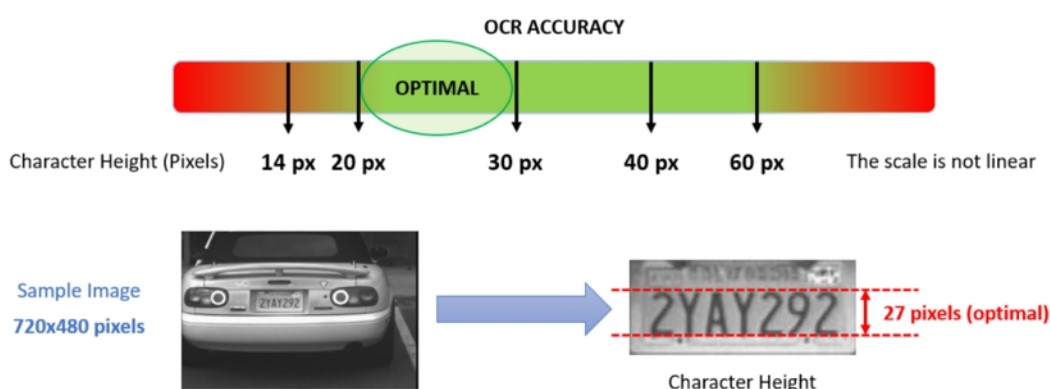 OCR ACCURACY
OPTIMAL
Character Height (Pixels) 14 px 20 px 30 px 40 px 60 px The scale is not linear
Sample Image
720x480 pixels
2YAY292
2YAY292
27 pixels (optimal)
Character Height